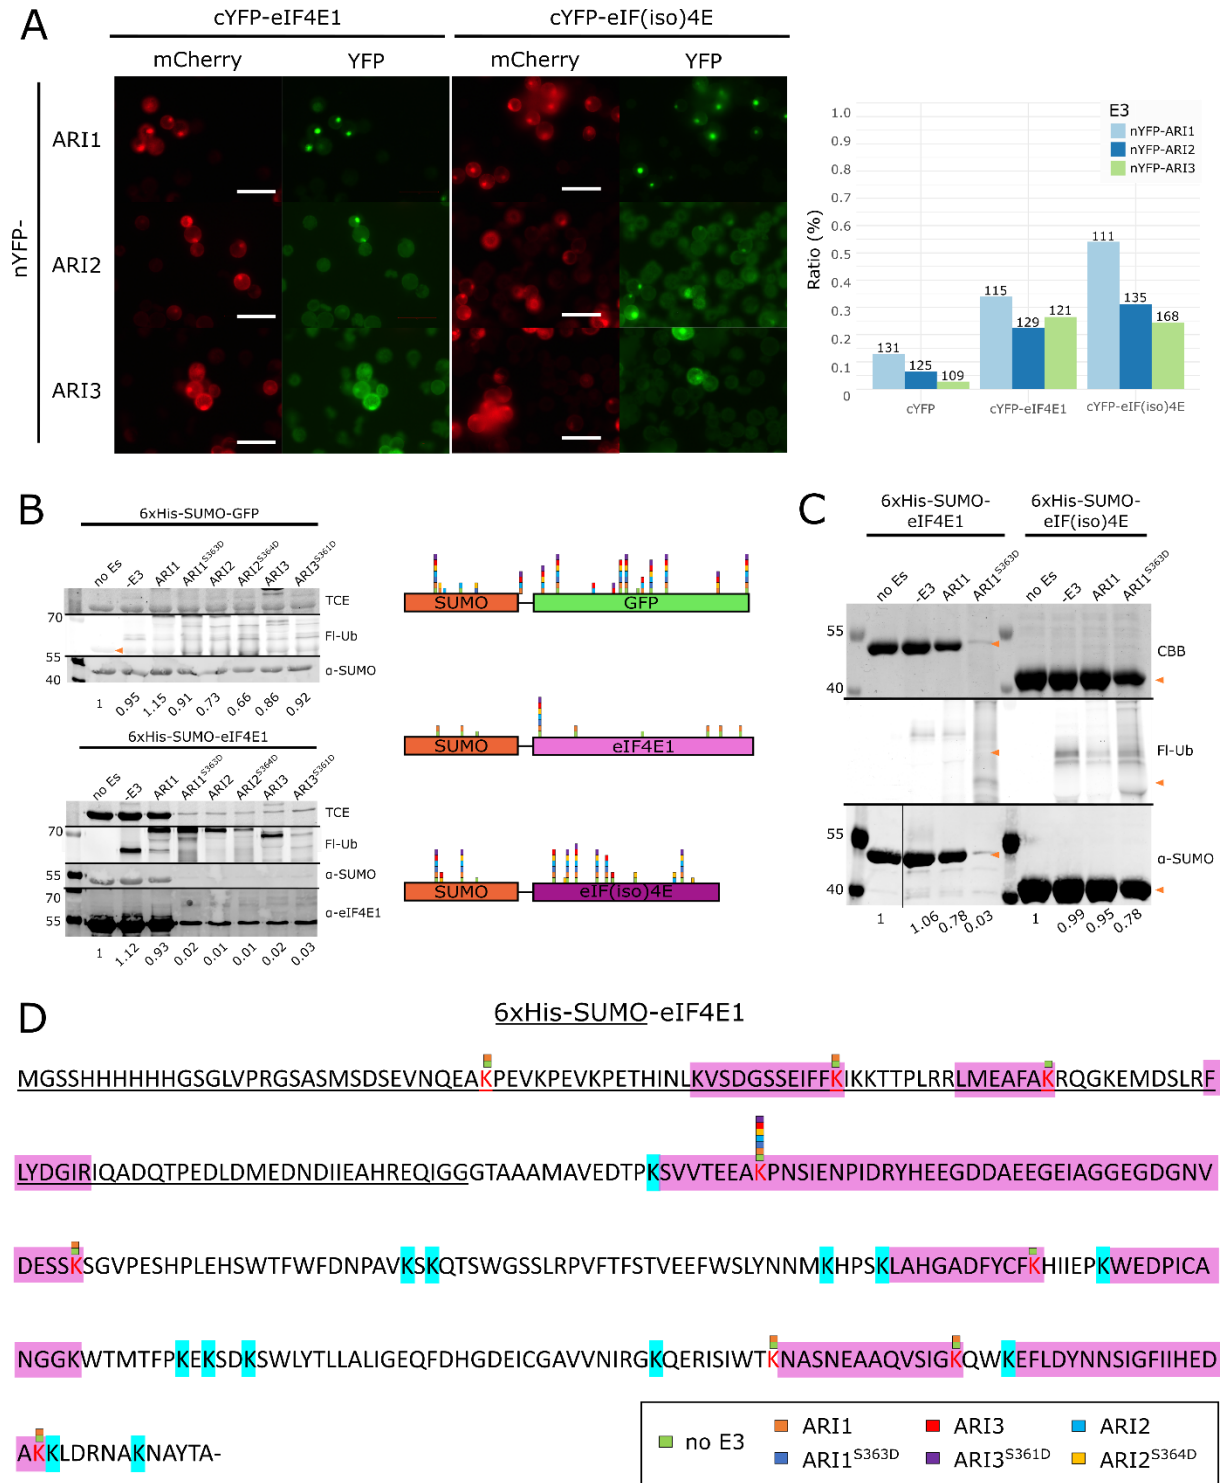 A
cYFP-eIF4E1
cYFP-eIF(iso)4E
mCherry
YFP
mCherry
YFP
nYFP-
ARI1
ARI2
ARI3
Ratio (%)
1.0
0.9
0.8
0.7
0.6
0.5
0.4
0.3
0.2
0.1
0
E3
nYFP-ARI1
nYFP-ARI2
nYFP-ARI3
131
125
109
115
129
121
111
135
168
cYFP
cYFP-eIF4E1
cYFP-eIF(iso)4E
B
6xHis-SUMO-GFP
no Es
-E3
ARI1
ARI1S363D
ARI2
ARI2S364D
ARI3
ARI3S361D
TCE
70
Fl-Ub
55
α-SUMO
40
1 0.95 1.15 0.91 0.73 0.66 0.86 0.92
6xHis-SUMO-eIF4E1
no Es
-E3
ARI1
ARI1S363D
ARI2
ARI2S364D
ARI3
ARI3S361D
TCE
70
Fl-Ub
55
α-SUMO
70
α-eIF4E1
55
1 1.12 0.93 0.02 0.01 0.01 0.02 0.03
SUMO
GFP
SUMO
eIF4E1
SUMO
eIF(iso)4E
C
6xHis-SUMO-
eIF4E1
6xHis-SUMO-
eIF(iso)4E
no Es
-E3
ARI1
ARI1S363D
no Es
-E3
ARI1
ARI1S363D
55
CBB
40
Fl-Ub
55
α-SUMO
40
1 1.06 0.78 0.03 1 0.99 0.95 0.78
D
6xHis-SUMO-eIF4E1
MGSSHHHHHHGSGLVPRGSASMSDSEVNQEAKPEVKPEVKPETHINLKVSDGSSEIFFKIKKTTPLRRLMEAFAKRQGKEMDSLRF
LYDGIRIQADQTPEDLDMEDNDIIEAHREQIGGGTAAAMAVEDTPKSVVTEEAKPNSIENPIDRYHEEGDDAEEGEIAGGEGDGNV
DESSKSGVPESHPLEHSWTFWFDNPAVKSKQTSWGSSLRPVFTFSTVEEFWSLYNNMKHPSKLAHGADFYCFKHIIEPKWEDPICA
NGGKWTMTFPKEKSDKSWLYTLLALIGEQFDHGDEICGAVVNIRGKQERISIWTKNASNEAAQVSIGKQWKEFLDYNNSIGFIIHED
AKKLDRNAKNAYTA-
no E3
ARI1
ARI3
ARI2
ARI1S363D
ARI3S361D
ARI2S364D